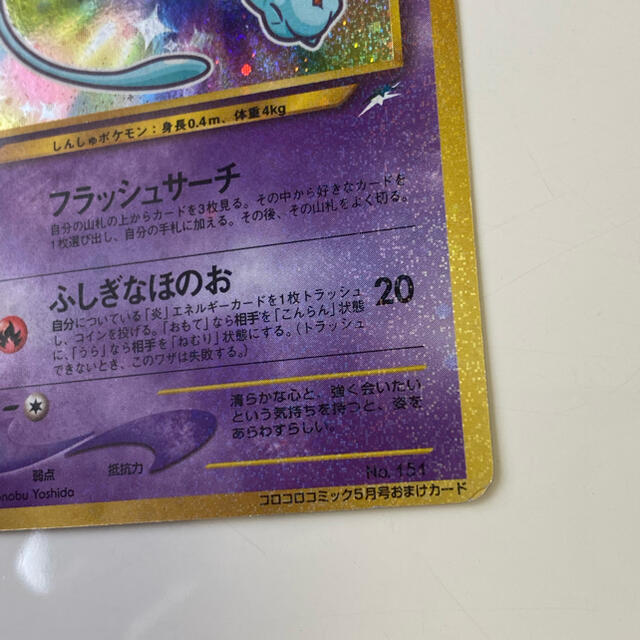 しんしゅポケモン：身長0.4m、体重4kg
フラッシュサーチ
自分の山札の上からカードを3枚見る。その中から好きなカードを
1枚選び出し、自分の手札に加える。その後、その山札をよく切る。
ふしぎなほのお 20
自分についている「炎」エネルギーカードを1枚トラッシュ
し、コインを投げる。「おもて」なら相手を「こんらん」状態
に、「うら」なら相手を「ねむり」状態にする。（トラッシュ
できないとき、このワザは失敗する。）
清らかな心と、強く会いたい
という気持ちを持つと、姿を
あらわすらしい。
弱点 抵抗力
No.151
nobu Yoshida
コロコロコミック5月号おまけカード